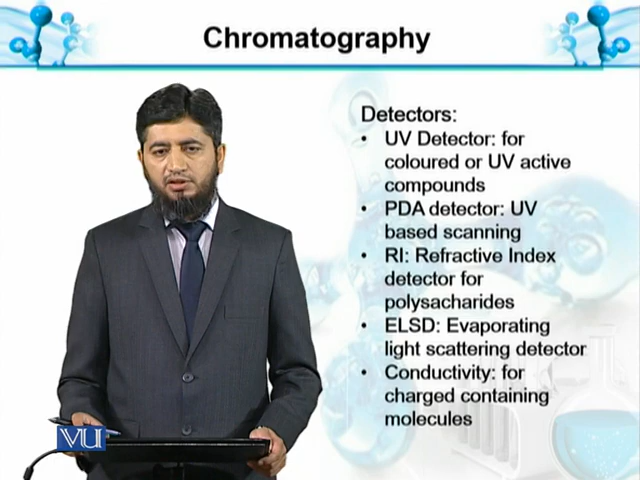 Chromatography
Detectors:
• UV Detector: for
coloured or UV active
compounds
• PDA detector: UV
based scanning
• RI: Refractive Index
detector for
polysacharides
• ELSD: Evaporating
light scattering detector
• Conductivity: for
charged containing
molecules
VU